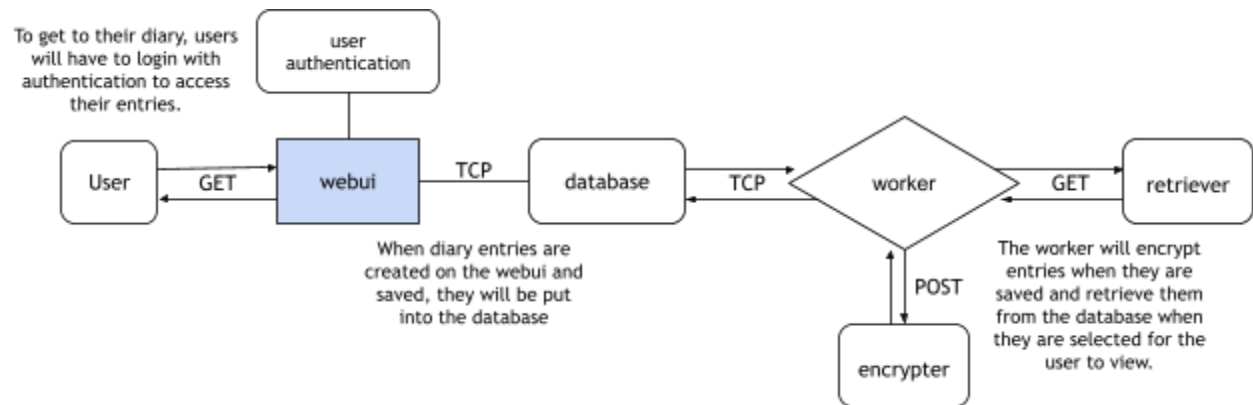 To get to their diary, users
will have to login with
authentication to access
their entries.
user
authentication
User
GET
webui
TCP
database
TCP
worker
GET
retriever
When diary entries are
created on the webui and
saved, they will be put
into the database
POST
encrypter
The worker will encrypt
entries when they are
saved and retrieve them
from the database when
they are selected for the
user to view.